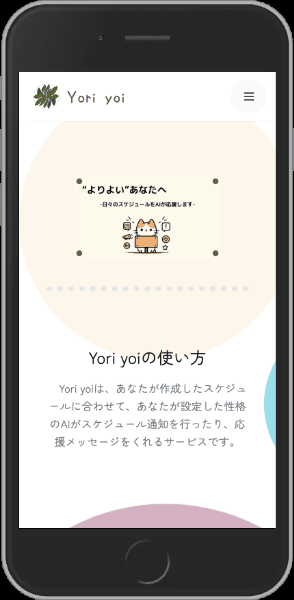 Yori yoi
“よりよい”あなたへ
-日々のスケジュールをAIが応援します-
Yori yoiの使い方
Yori yoiは、あなたが作成したスケジュ
ールに合わせて、あなたが設定した性格
のAIがスケジュール通知を行ったり、応
援メッセージをくれるサービスです。